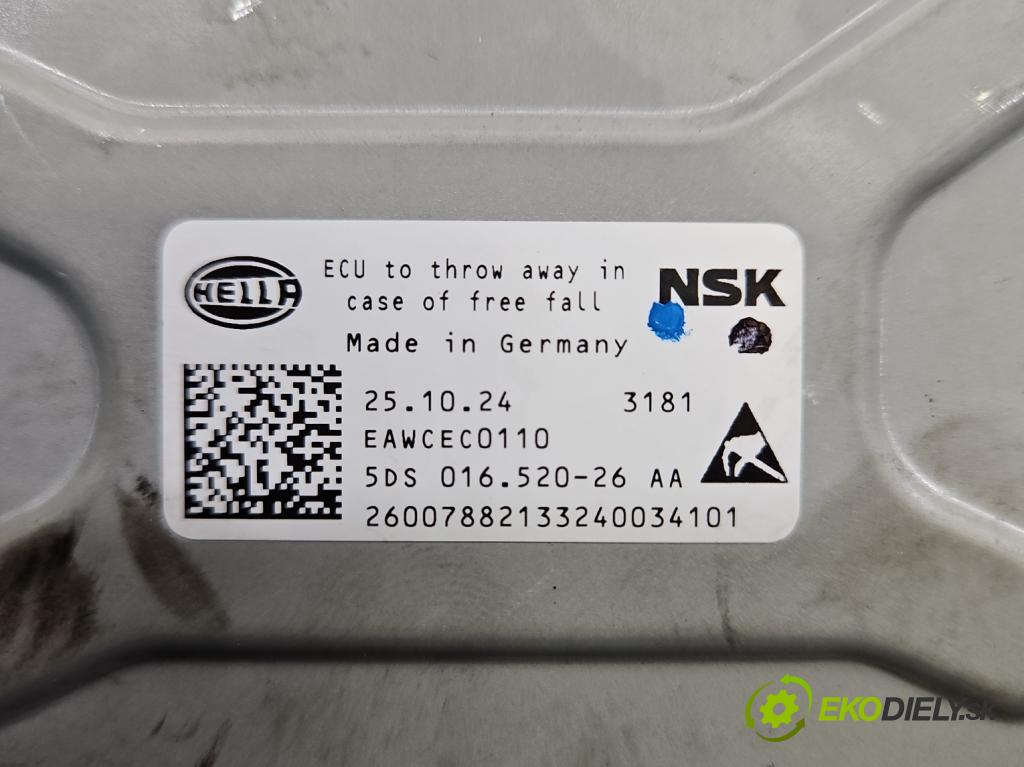 HELLA
ECU to throw away in
case of free fall
Made in Germany
NSK
25.10.24 3181
EAWCEC0110
5DS 016.520-26 AA
26007882133240034101
EKODIELY.SK